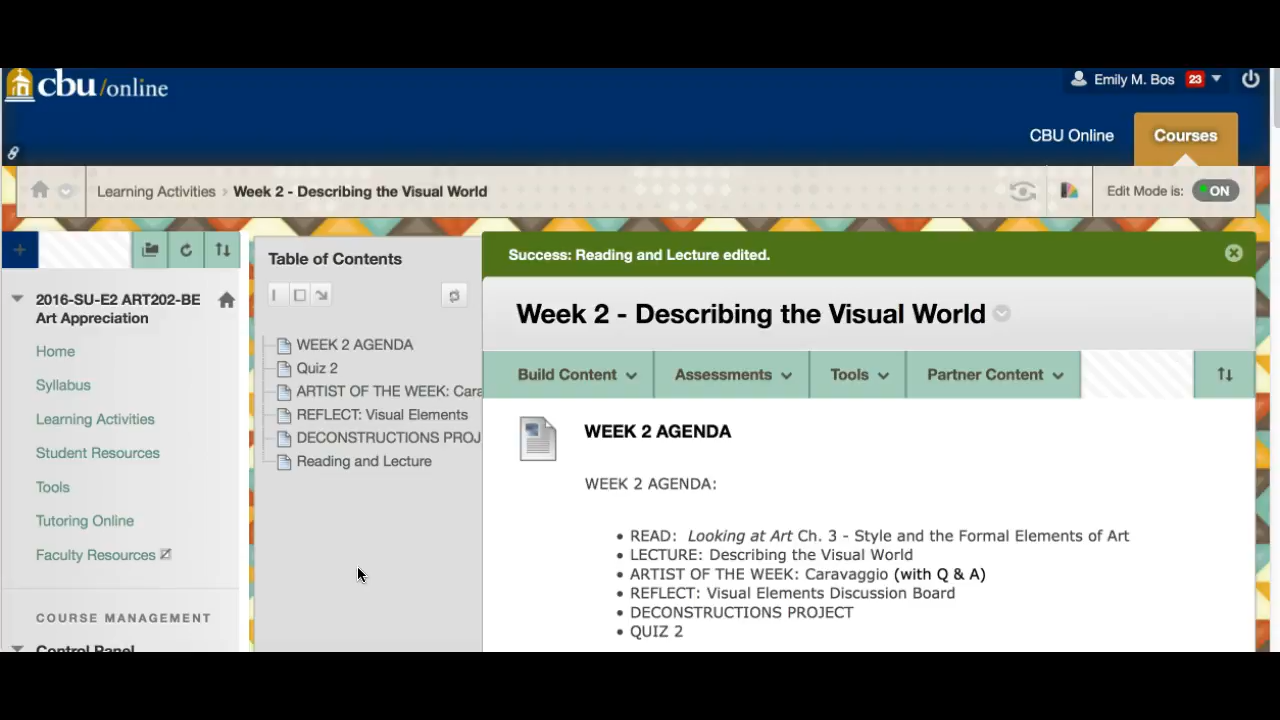 cbu/online
Emily M. Bos 23
CBU Online
Courses
Learning Activities › Week 2 - Describing the Visual World
Edit Mode is: ON
Table of Contents
Success: Reading and Lecture edited.
2016-SU-E2 ART202-BE
Art Appreciation
Home
Syllabus
Learning Activities
Student Resources
Tools
Tutoring Online
Faculty Resources
COURSE MANAGEMENT
Control Panel
WEEK 2 AGENDA
Quiz 2
ARTIST OF THE WEEK: Cara
REFLECT: Visual Elements
DECONSTRUCTIONS PROJ
Reading and Lecture
Week 2 - Describing the Visual World
Build Content
Assessments
Tools
Partner Content
WEEK 2 AGENDA
WEEK 2 AGENDA:
• READ: Looking at Art Ch. 3 - Style and the Formal Elements of Art
• LECTURE: Describing the Visual World
• ARTIST OF THE WEEK: Caravaggio (with Q & A)
• REFLECT: Visual Elements Discussion Board
• DECONSTRUCTIONS PROJECT
• QUIZ 2